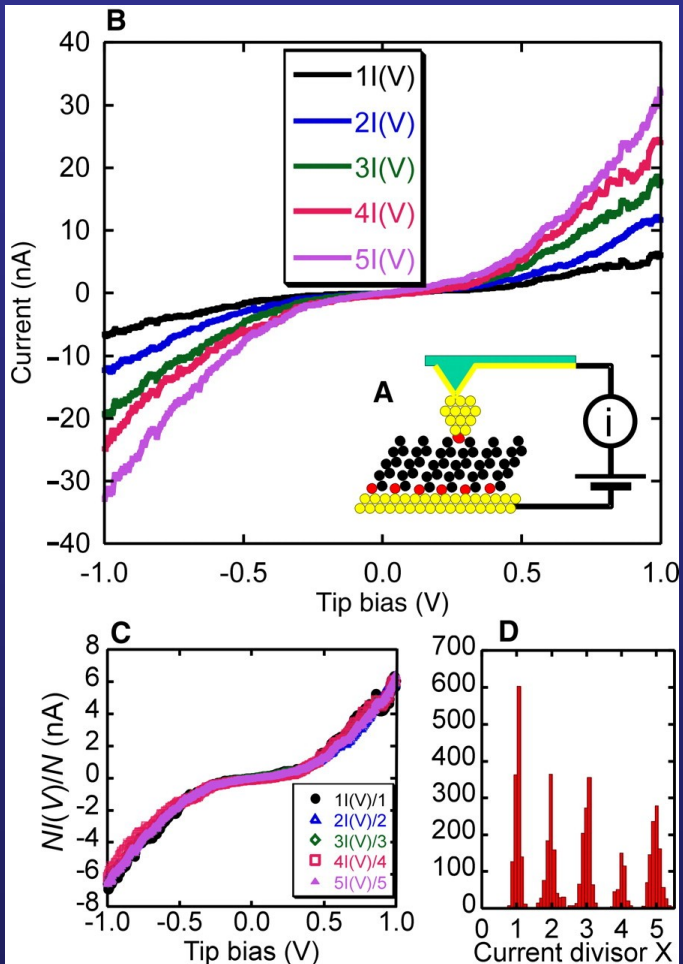 B
40
30
20
10
0
−10
−20
−30
−40
Current (nA)
1I(V)
2I(V)
3I(V)
4I(V)
5I(V)
A
i
-1.0 -0.5 0.0 0.5 1.0
Tip bias (V)
C
8
6
4
2
0
-2
-4
-6
-8
NI(V)/N (nA)
1I(V)/1
2I(V)/2
3I(V)/3
4I(V)/4
5I(V)/5
-1.0 -0.5 0.0 0.5 1.0
Tip bias (V)
D
700
600
500
400
300
200
100
0
0 1 2 3 4 5
Current divisor X